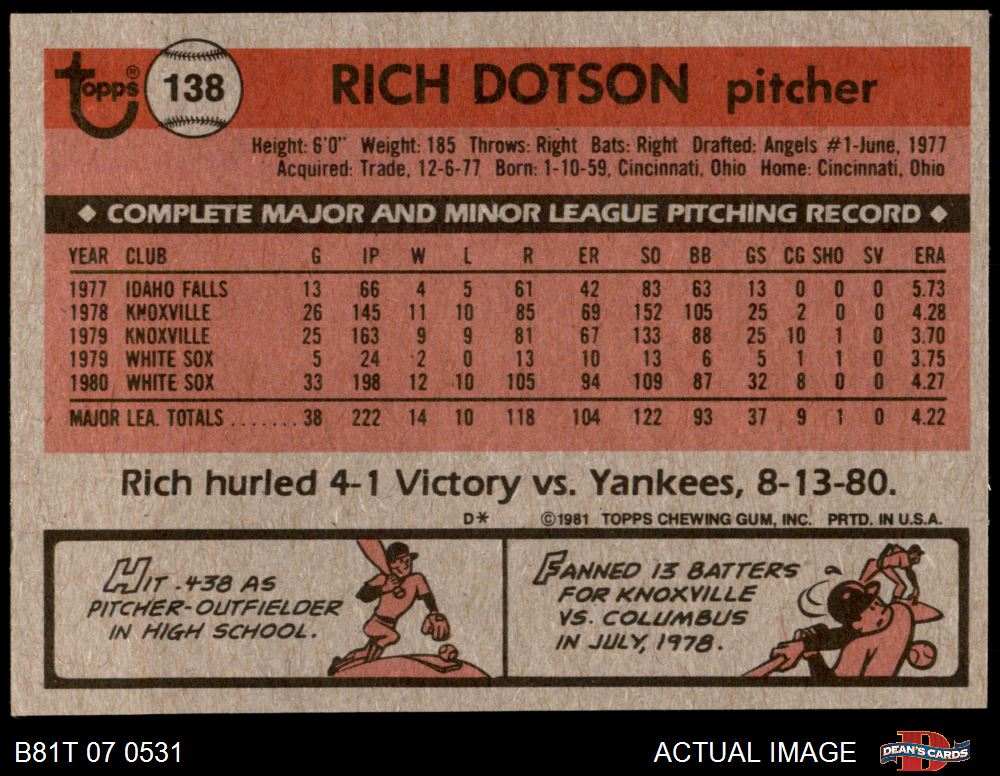 Topps® 138 RICH DOTSON pitcher
Height: 6'0" Weight: 185 Throws: Right Bats: Right Drafted: Angels #1-June, 1977
Acquired: Trade, 12-6-77 Born: 1-10-59, Cincinnati, Ohio Home: Cincinnati, Ohio
◆ COMPLETE MAJOR AND MINOR LEAGUE PITCHING RECORD ◆
YEAR CLUB G IP W L R ER SO BB GS CG SHO SV ERA
1977 IDAHO FALLS 13 66 4 5 61 42 83 63 13 0 0 0 5.73
1978 KNOXVILLE 26 145 11 10 85 69 152 105 25 2 0 0 4.28
1979 KNOXVILLE 25 163 9 9 81 67 133 88 25 10 1 0 3.70
1979 WHITE SOX 5 24 2 0 13 10 13 6 5 1 1 0 3.75
1980 WHITE SOX 33 198 12 10 105 94 109 87 32 8 0 0 4.27
MAJOR LEA. TOTALS ....... 38 222 14 10 118 104 122 93 37 9 1 0 4.22
Rich hurled 4-1 Victory vs. Yankees, 8-13-80.
D* ©1981 TOPPS CHEWING GUM, INC. PRTD. IN U.S.A.
HIT .438 AS
PITCHER-OUTFIELDER
IN HIGH SCHOOL.
FANNED 13 BATTERS
FOR KNOXVILLE
VS. COLUMBUS
IN JULY, 1978.
B81T 07 0531 ACTUAL IMAGE DEAN'S CARDS